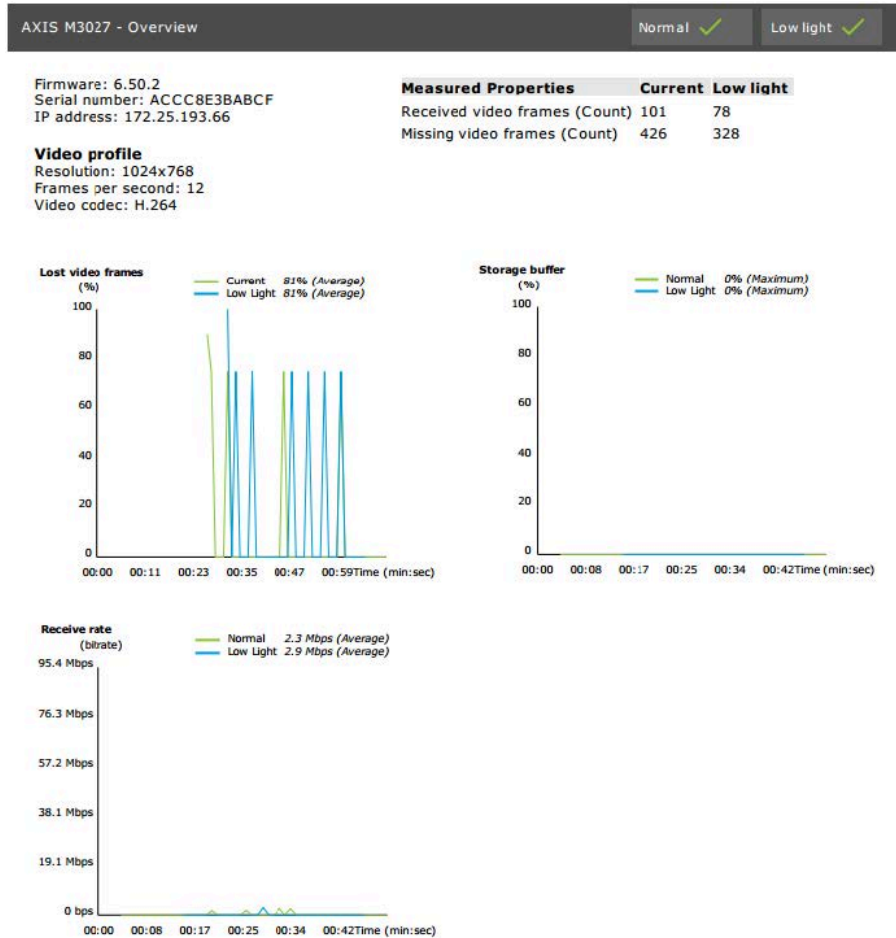 AXIS M3027 - Overview
Normal
Low light
Firmware: 6.50.2
Serial number: ACCC8E3BABCF
IP address: 172.25.193.66
Video profile
Resolution: 1024x768
Frames per second: 12
Video codec: H.264
Measured Properties Current Low light
Received video frames (Count) 101 78
Missing video frames (Count) 426 328
Lost video frames
(%)
Current 81% (Average)
Low Light 81% (Average)
100
80
60
40
20
0
00:00 00:11 00:23 00:35 00:47 00:59Time (min:sec)
Storage buffer
(%)
Normal 0% (Maximum)
Low Light 0% (Maximum)
100
80
60
40
20
0
00:00 00:08 00:17 00:25 00:34 00:42Time (min:sec)
Receive rate
(bitrate)
Normal 2.3 Mbps (Average)
Low Light 2.9 Mbps (Average)
95.4 Mbps
76.3 Mbps
57.2 Mbps
38.1 Mbps
19.1 Mbps
0 bps
00:00 00:08 00:17 00:25 00:34 00:42Time (min:sec)